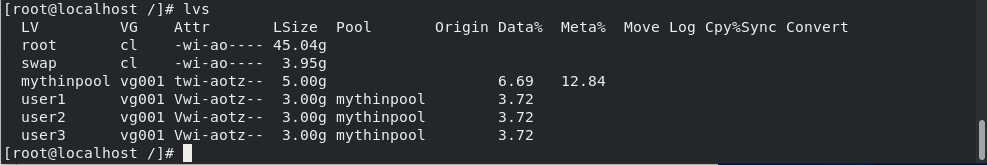 [root@localhost /]# lvs
  LV         VG    Attr       LSize  Pool       Origin Data%  Meta%  Move Log Cpy%Sync Convert
  root       cl    -wi-ao---- 45.04g
  swap       cl    -wi-ao----  3.95g
  mythinpool vg001 twi-aotz--  5.00g                   6.69   12.84
  user1      vg001 Vwi-aotz--  3.00g mythinpool        3.72
  user2      vg001 Vwi-aotz--  3.00g mythinpool        3.72
  user3      vg001 Vwi-aotz--  3.00g mythinpool        3.72
[root@localhost /]#